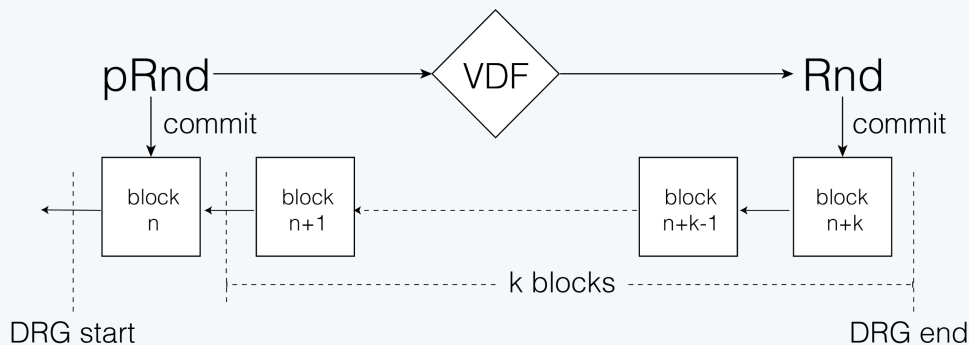 pRnd
VDF
Rnd
commit
commit
block
n
block
n+1
block
n+k-1
block
n+k
k blocks
DRG start
DRG end